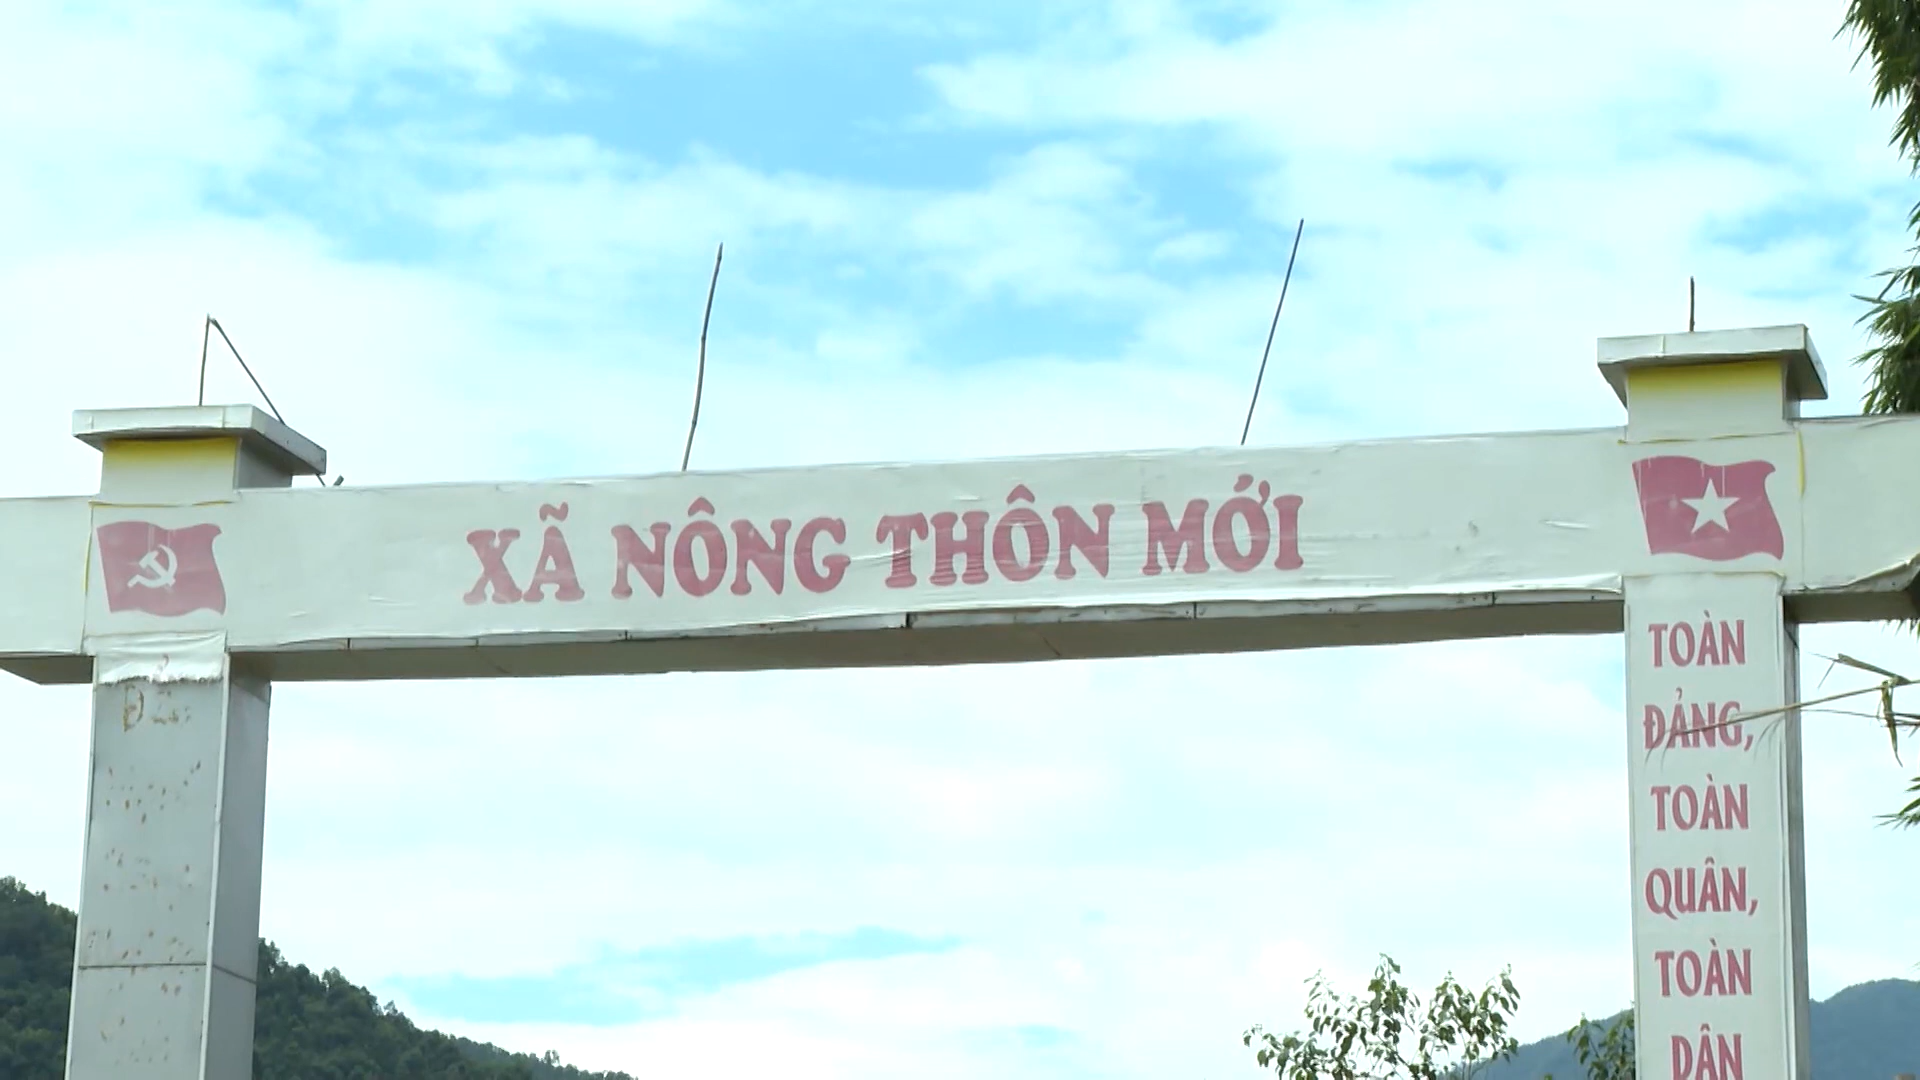 XÃ NÔNG THÔN MỚI
TOÀN
ĐẢNG,
TOÀN
QUÂN,
TOÀN
DÂN